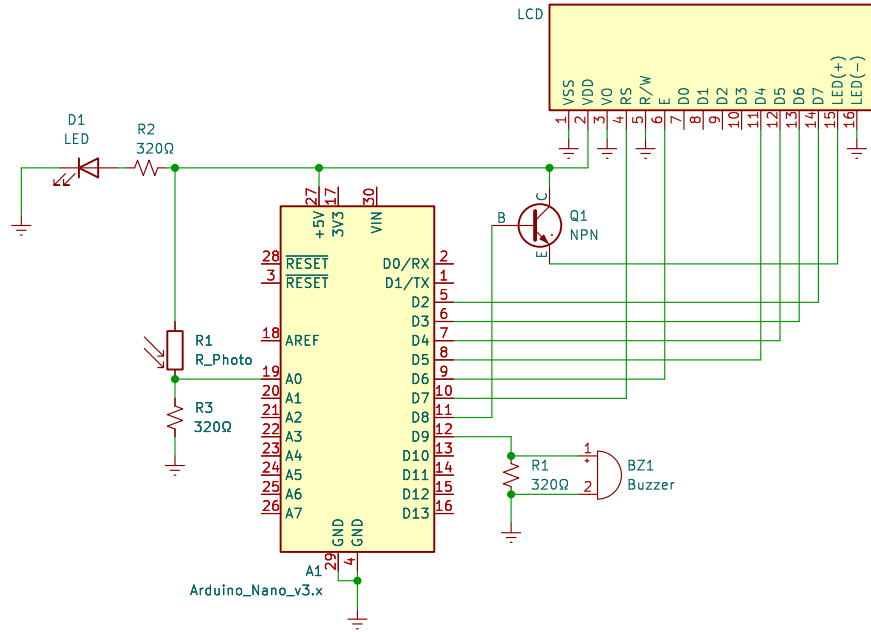 LCD
VSS
VDD
VO
RS
R/W
E
D0
D1
D2
D3
D4
D5
D6
D7
LED(+)
LED(-)
1
2
3
4
5
6
7
8
9
10
11
12
13
14
15
16
D1
LED
R2
320Ω
27
17
30
+5V
3V3
VIN
C
B
E
Q1
NPN
28
RESET
D0/RX
2
3
RESET
D1/TX
1
D2
5
D3
6
18
AREF
D4
7
R1
R_Photo
D5
8
19
A0
D6
9
20
A1
D7
10
R3
320Ω
21
A2
D8
11
22
A3
D9
12
23
A4
D10
13
24
A5
D11
14
25
A6
D12
15
26
A7
D13
16
R1
320Ω
1
+
2
BZ1
Buzzer
GND
GND
29
4
A1
Arduino_Nano_v3.x